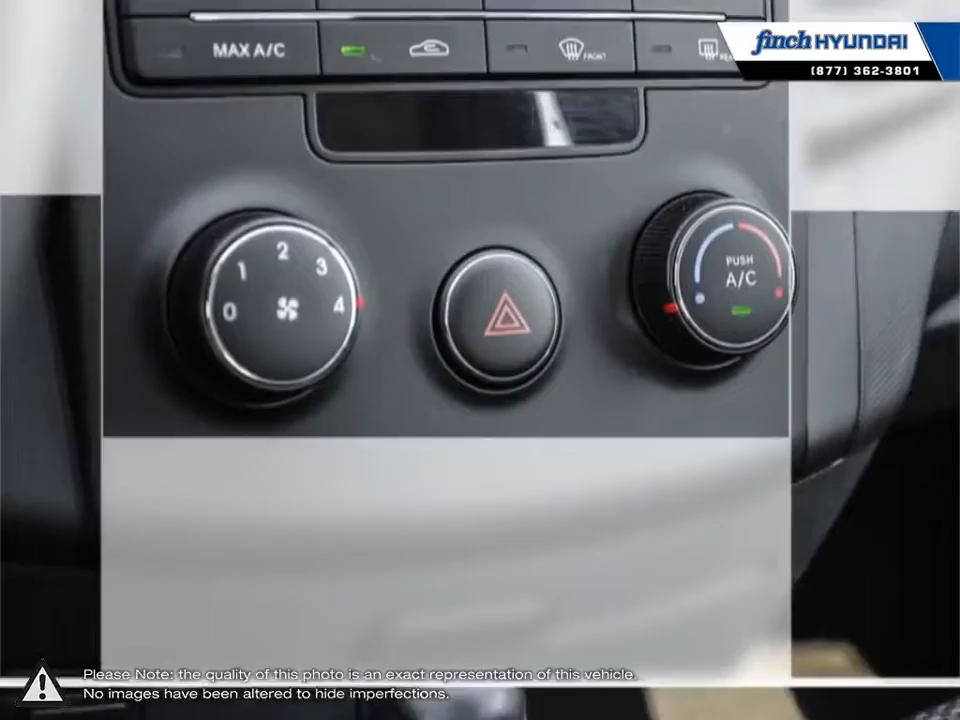 MAX A/C
FRONT
finch HYUNDAI
(877) 362-3801
0 1 2 3 4
PUSH
A/C
Please Note: the quality of this photo is an exact representation of this vehicle.
No images have been altered to hide imperfections.